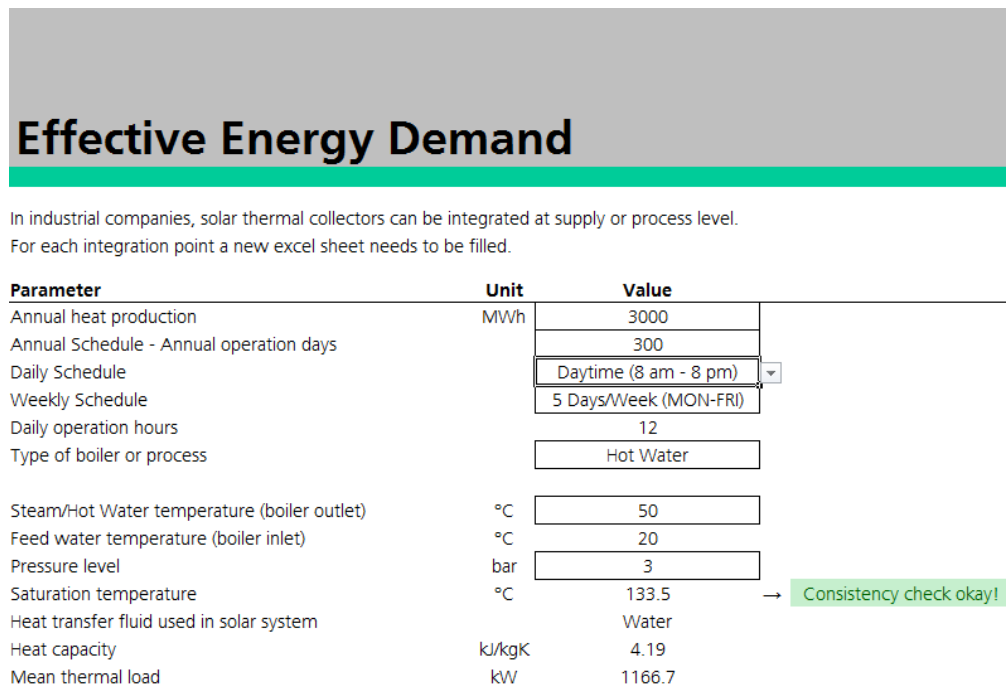 Effective Energy Demand
In industrial companies, solar thermal collectors can be integrated at supply or process level.
For each integration point a new excel sheet needs to be filled.
Parameter Unit Value
Annual heat production MWh 3000
Annual Schedule - Annual operation days 300
Daily Schedule Daytime (8 am - 8 pm)
Weekly Schedule 5 Days/Week (MON-FRI)
Daily operation hours 12
Type of boiler or process Hot Water
Steam/Hot Water temperature (boiler outlet) °C 50
Feed water temperature (boiler inlet) °C 20
Pressure level bar 3
Saturation temperature °C 133.5 → Consistency check okay!
Heat transfer fluid used in solar system Water
Heat capacity kJ/kgK 4.19
Mean thermal load kW 1166.7